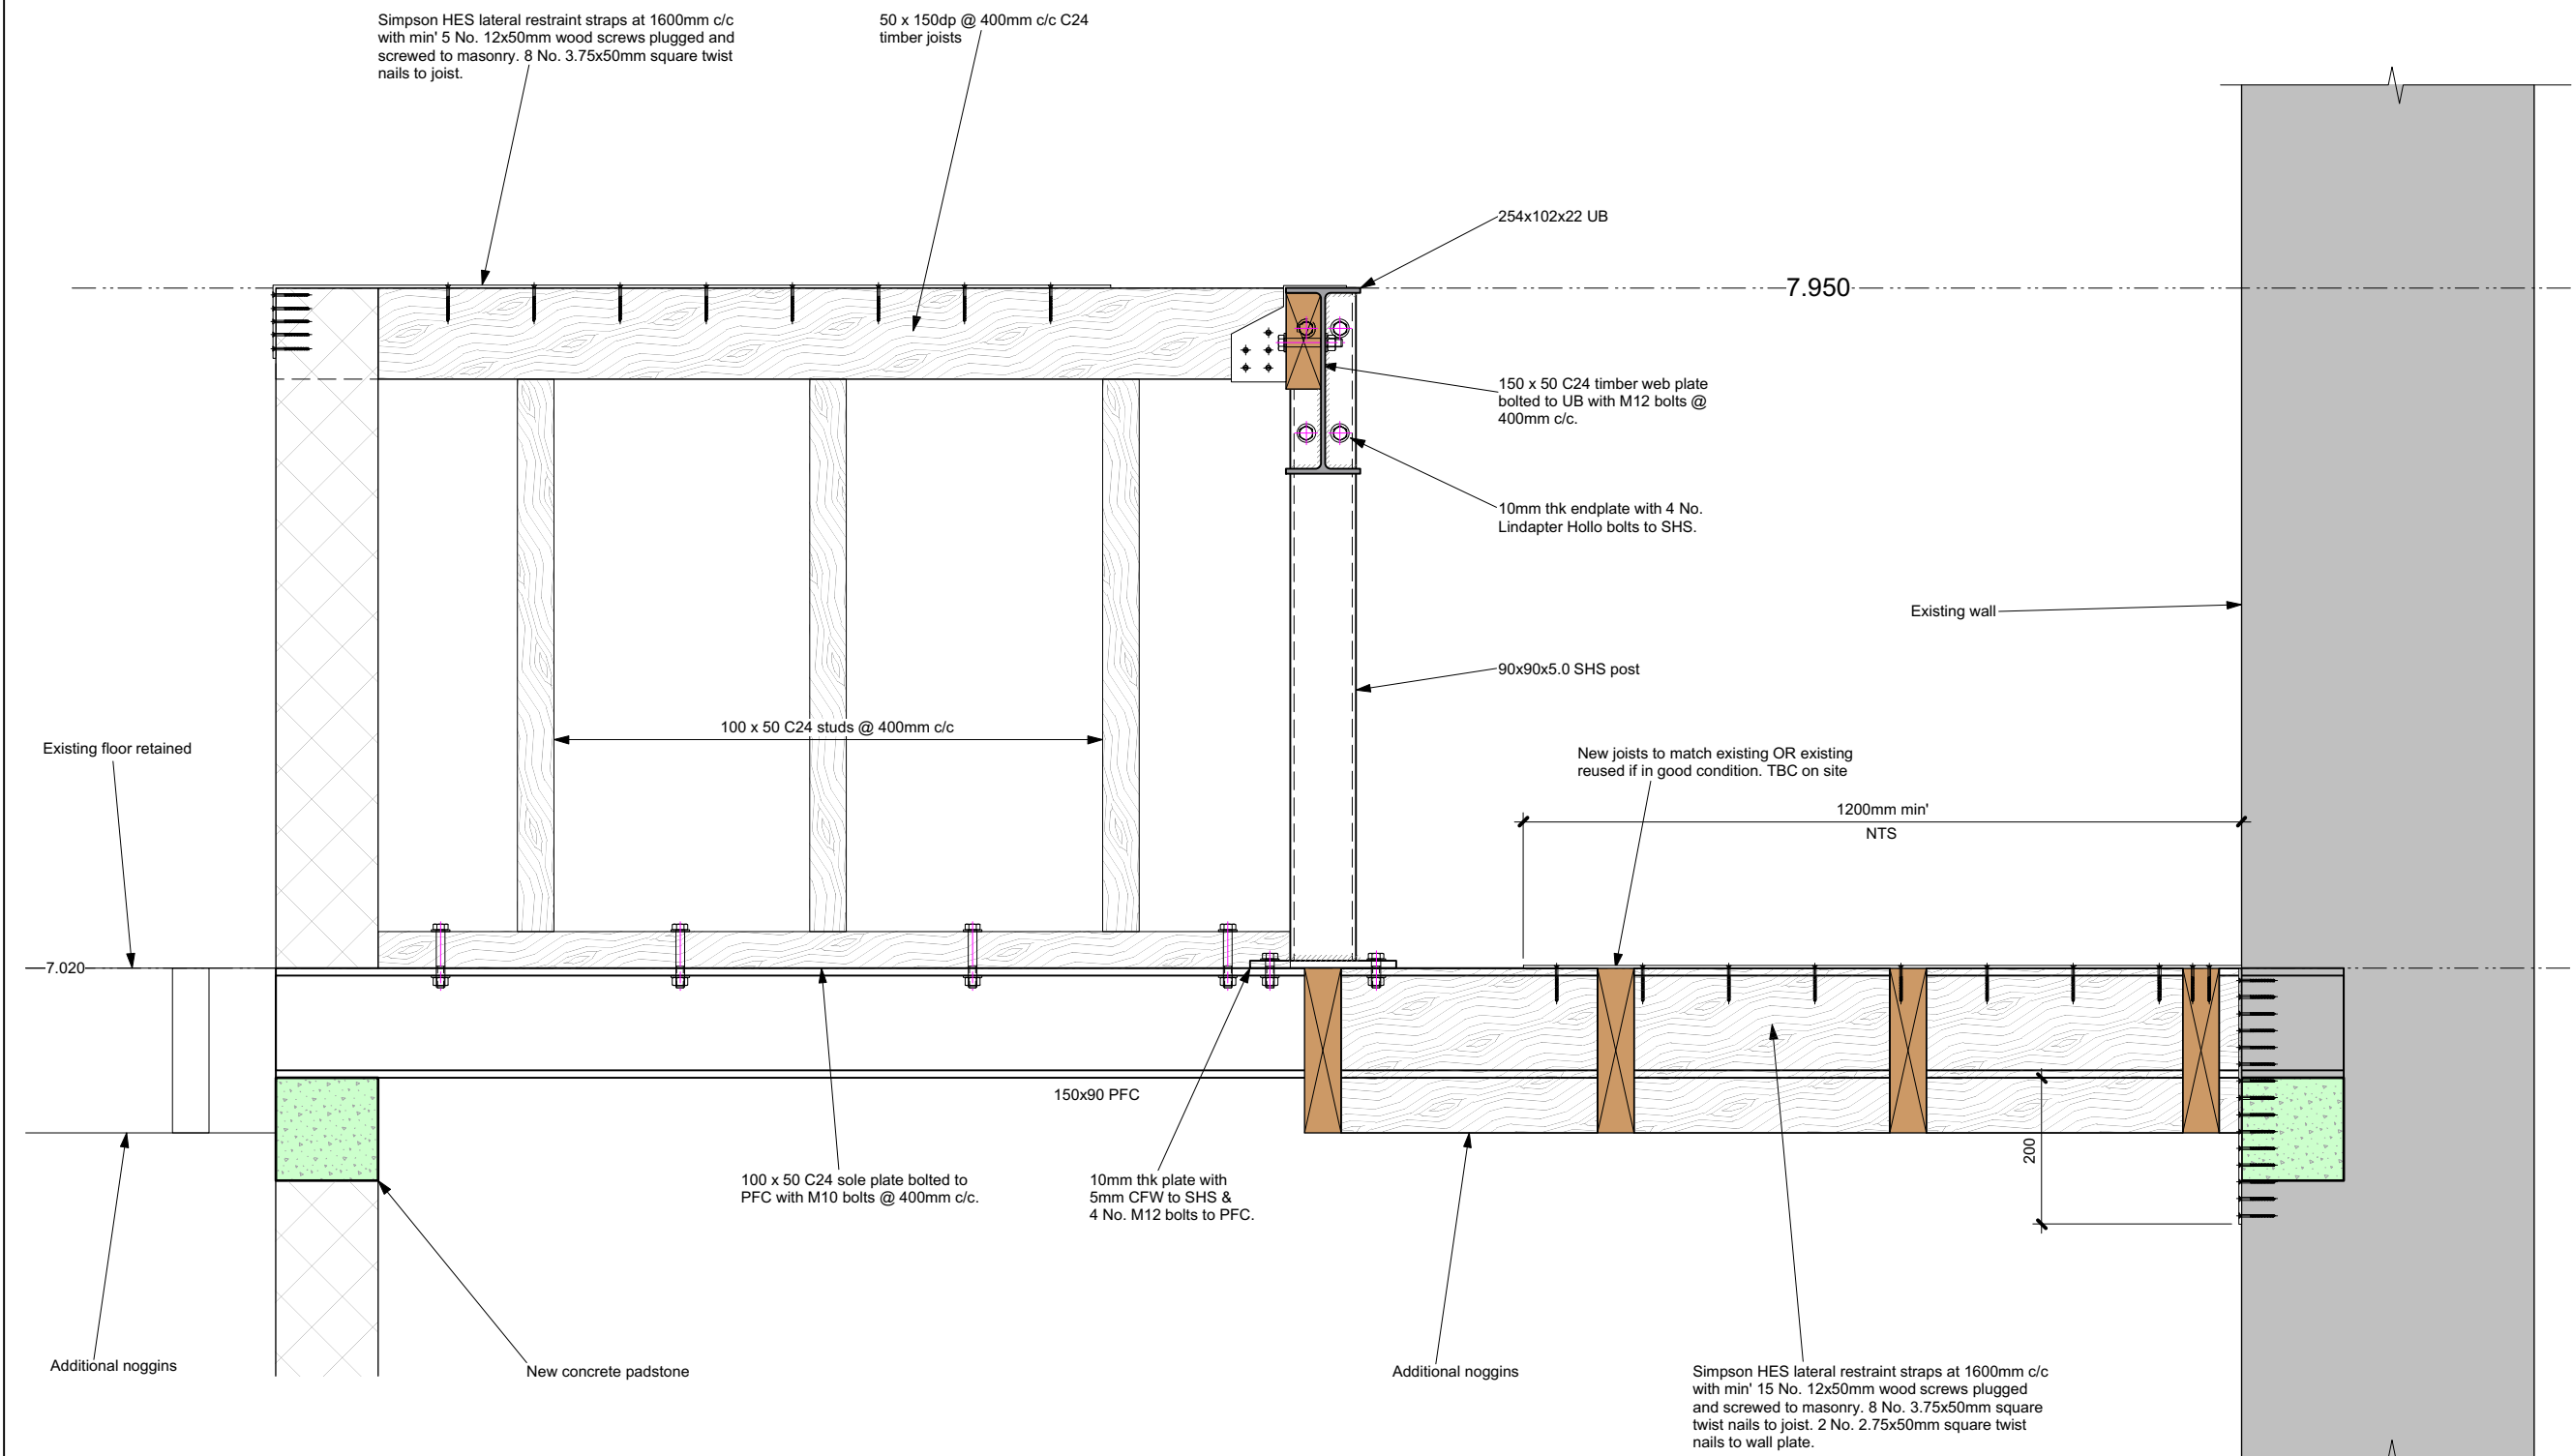 Simpson HES lateral restraint straps at 1600mm c/c
with min' 5 No. 12x50mm wood screws plugged and
screwed to masonry. 8 No. 3.75x50mm square twist
nails to joist.
50 x 150dp @ 400mm c/c C24
timber joists
254x102x22 UB
7.950
150 x 50 C24 timber web plate
bolted to UB with M12 bolts @
400mm c/c.
10mm thk endplate with 4 No.
Lindapter Hollo bolts to SHS.
Existing wall
90x90x5.0 SHS post
100 x 50 C24 studs @ 400mm c/c
Existing floor retained
New joists to match existing OR existing
reused if in good condition. TBC on site
1200mm min'
NTS
7.020
150x90 PFC
200
100 x 50 C24 sole plate bolted to
PFC with M10 bolts @ 400mm c/c.
10mm thk plate with
5mm CFW to SHS &
4 No. M12 bolts to PFC.
Additional noggins
New concrete padstone
Additional noggins
Simpson HES lateral restraint straps at 1600mm c/c
with min' 15 No. 12x50mm wood screws plugged
and screwed to masonry. 8 No. 3.75x50mm square
twist nails to joist. 2 No. 2.75x50mm square twist
nails to wall plate.